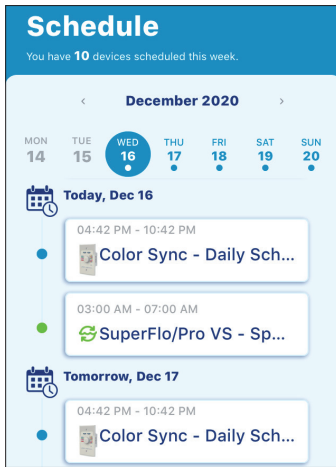 Schedule
You have 10 devices scheduled this week.
‹ December 2020 ›
MON TUE WED THU FRI SAT SUN
14 15 16 17 18 19 20
Today, Dec 16
04:42 PM - 10:42 PM
Color Sync - Daily Sch...
03:00 AM - 07:00 AM
SuperFlo/Pro VS - Sp...
Tomorrow, Dec 17
04:42 PM - 10:42 PM
Color Sync - Daily Sch...